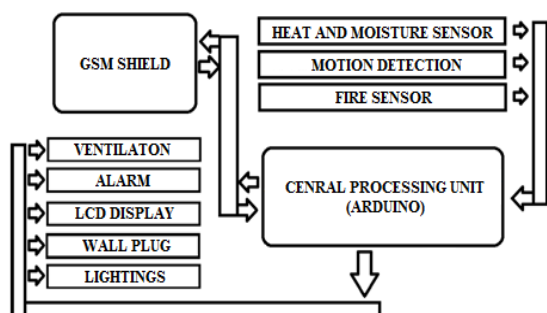 GSM SHIELD
HEAT AND MOISTURE SENSOR
MOTION DETECTION
FIRE SENSOR
VENTILATON
ALARM
LCD DISPLAY
WALL PLUG
LIGHTINGS
CENRAL PROCESSING UNIT
(ARDUINO)